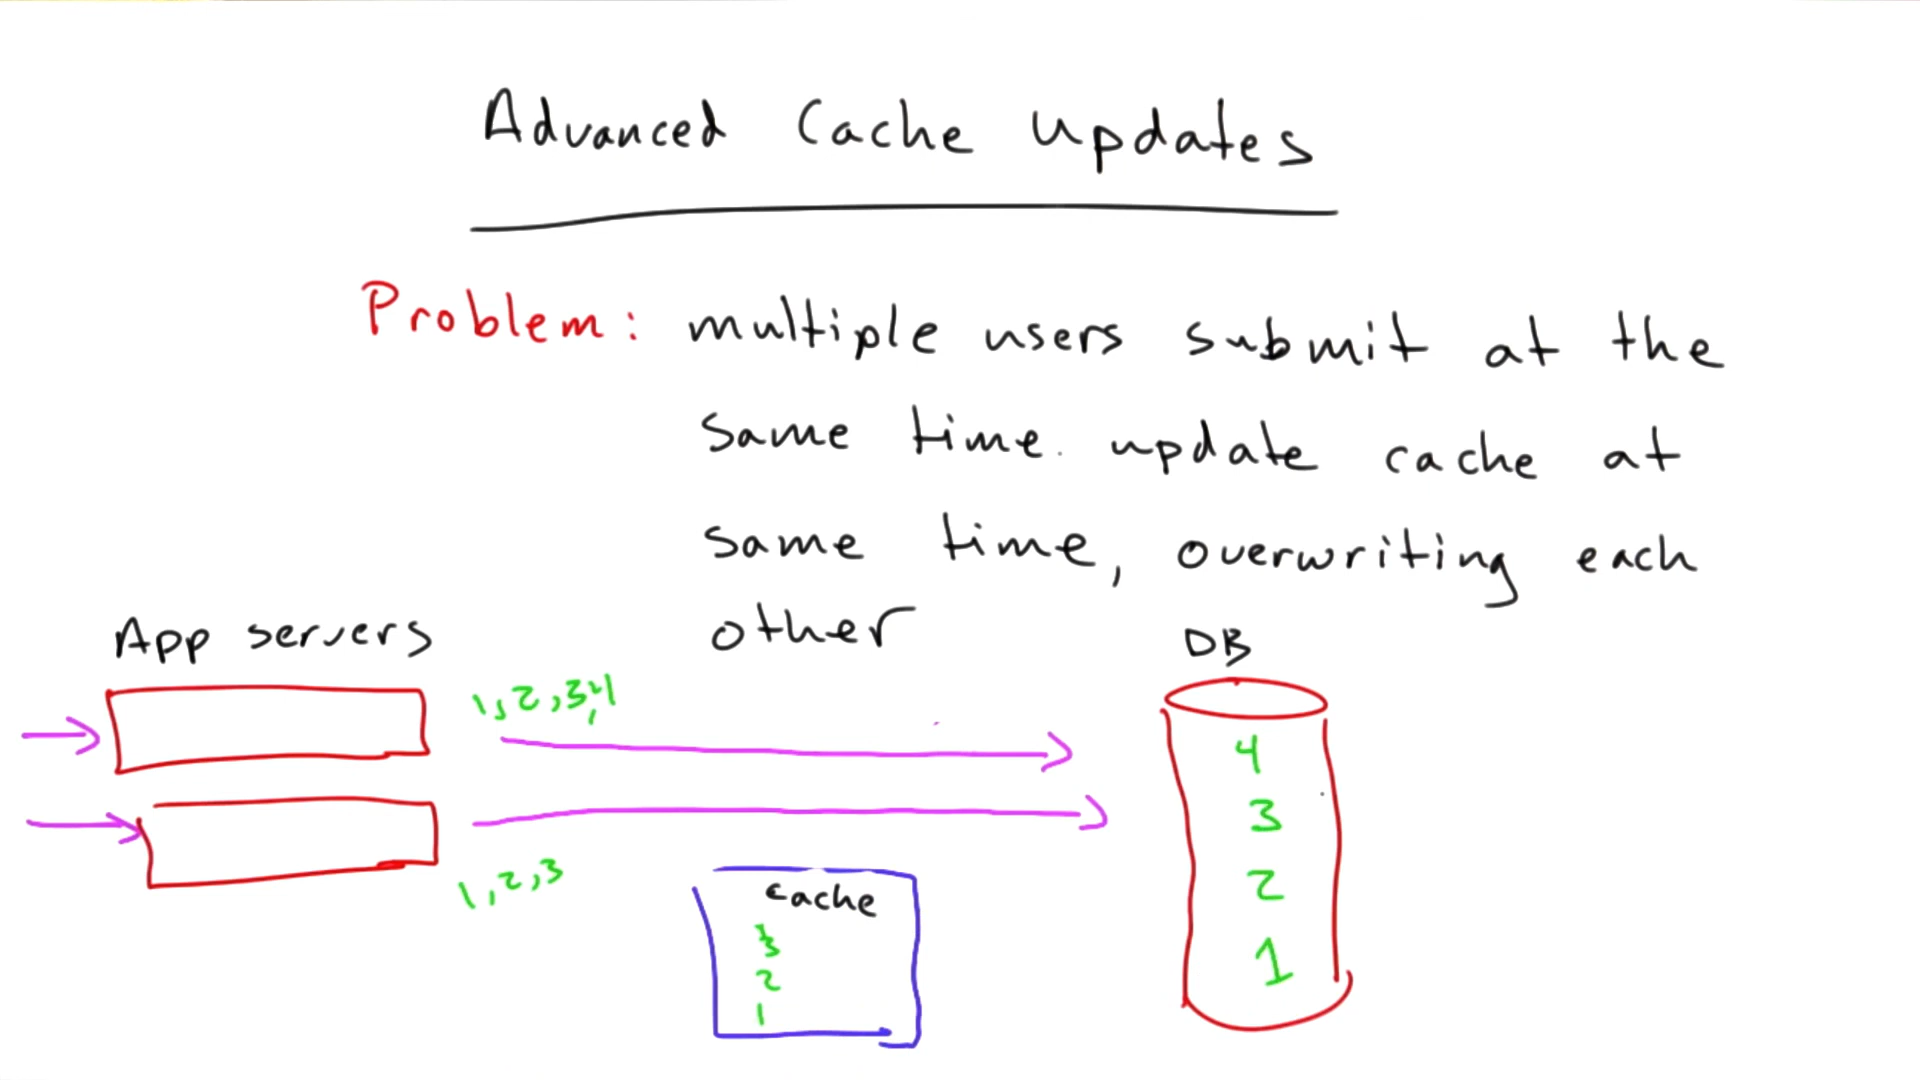 Advanced Cache updates
Problem: multiple users submit at the
same time. update cache at
same time, overwriting each
other
App servers
DB
1, 2, 3, 4
1, 2, 3
cache
3
2
1
4
3
2
1